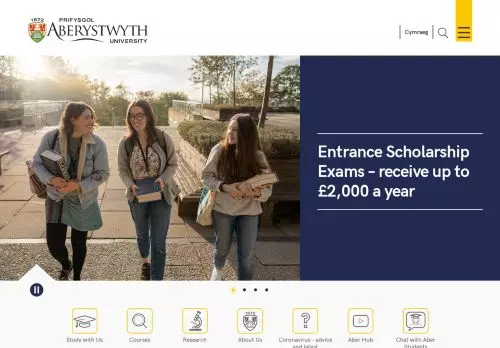 1872
PRIFYSGOL
ABERYSTWYTH
UNIVERSITY
Cymraeg
Entrance Scholarship
Exams – receive up to
£2,000 a year
Study with Us
Courses
Research
About Us
Coronavirus - advice
and latest
Aber Hub
Chat with Aber
Students